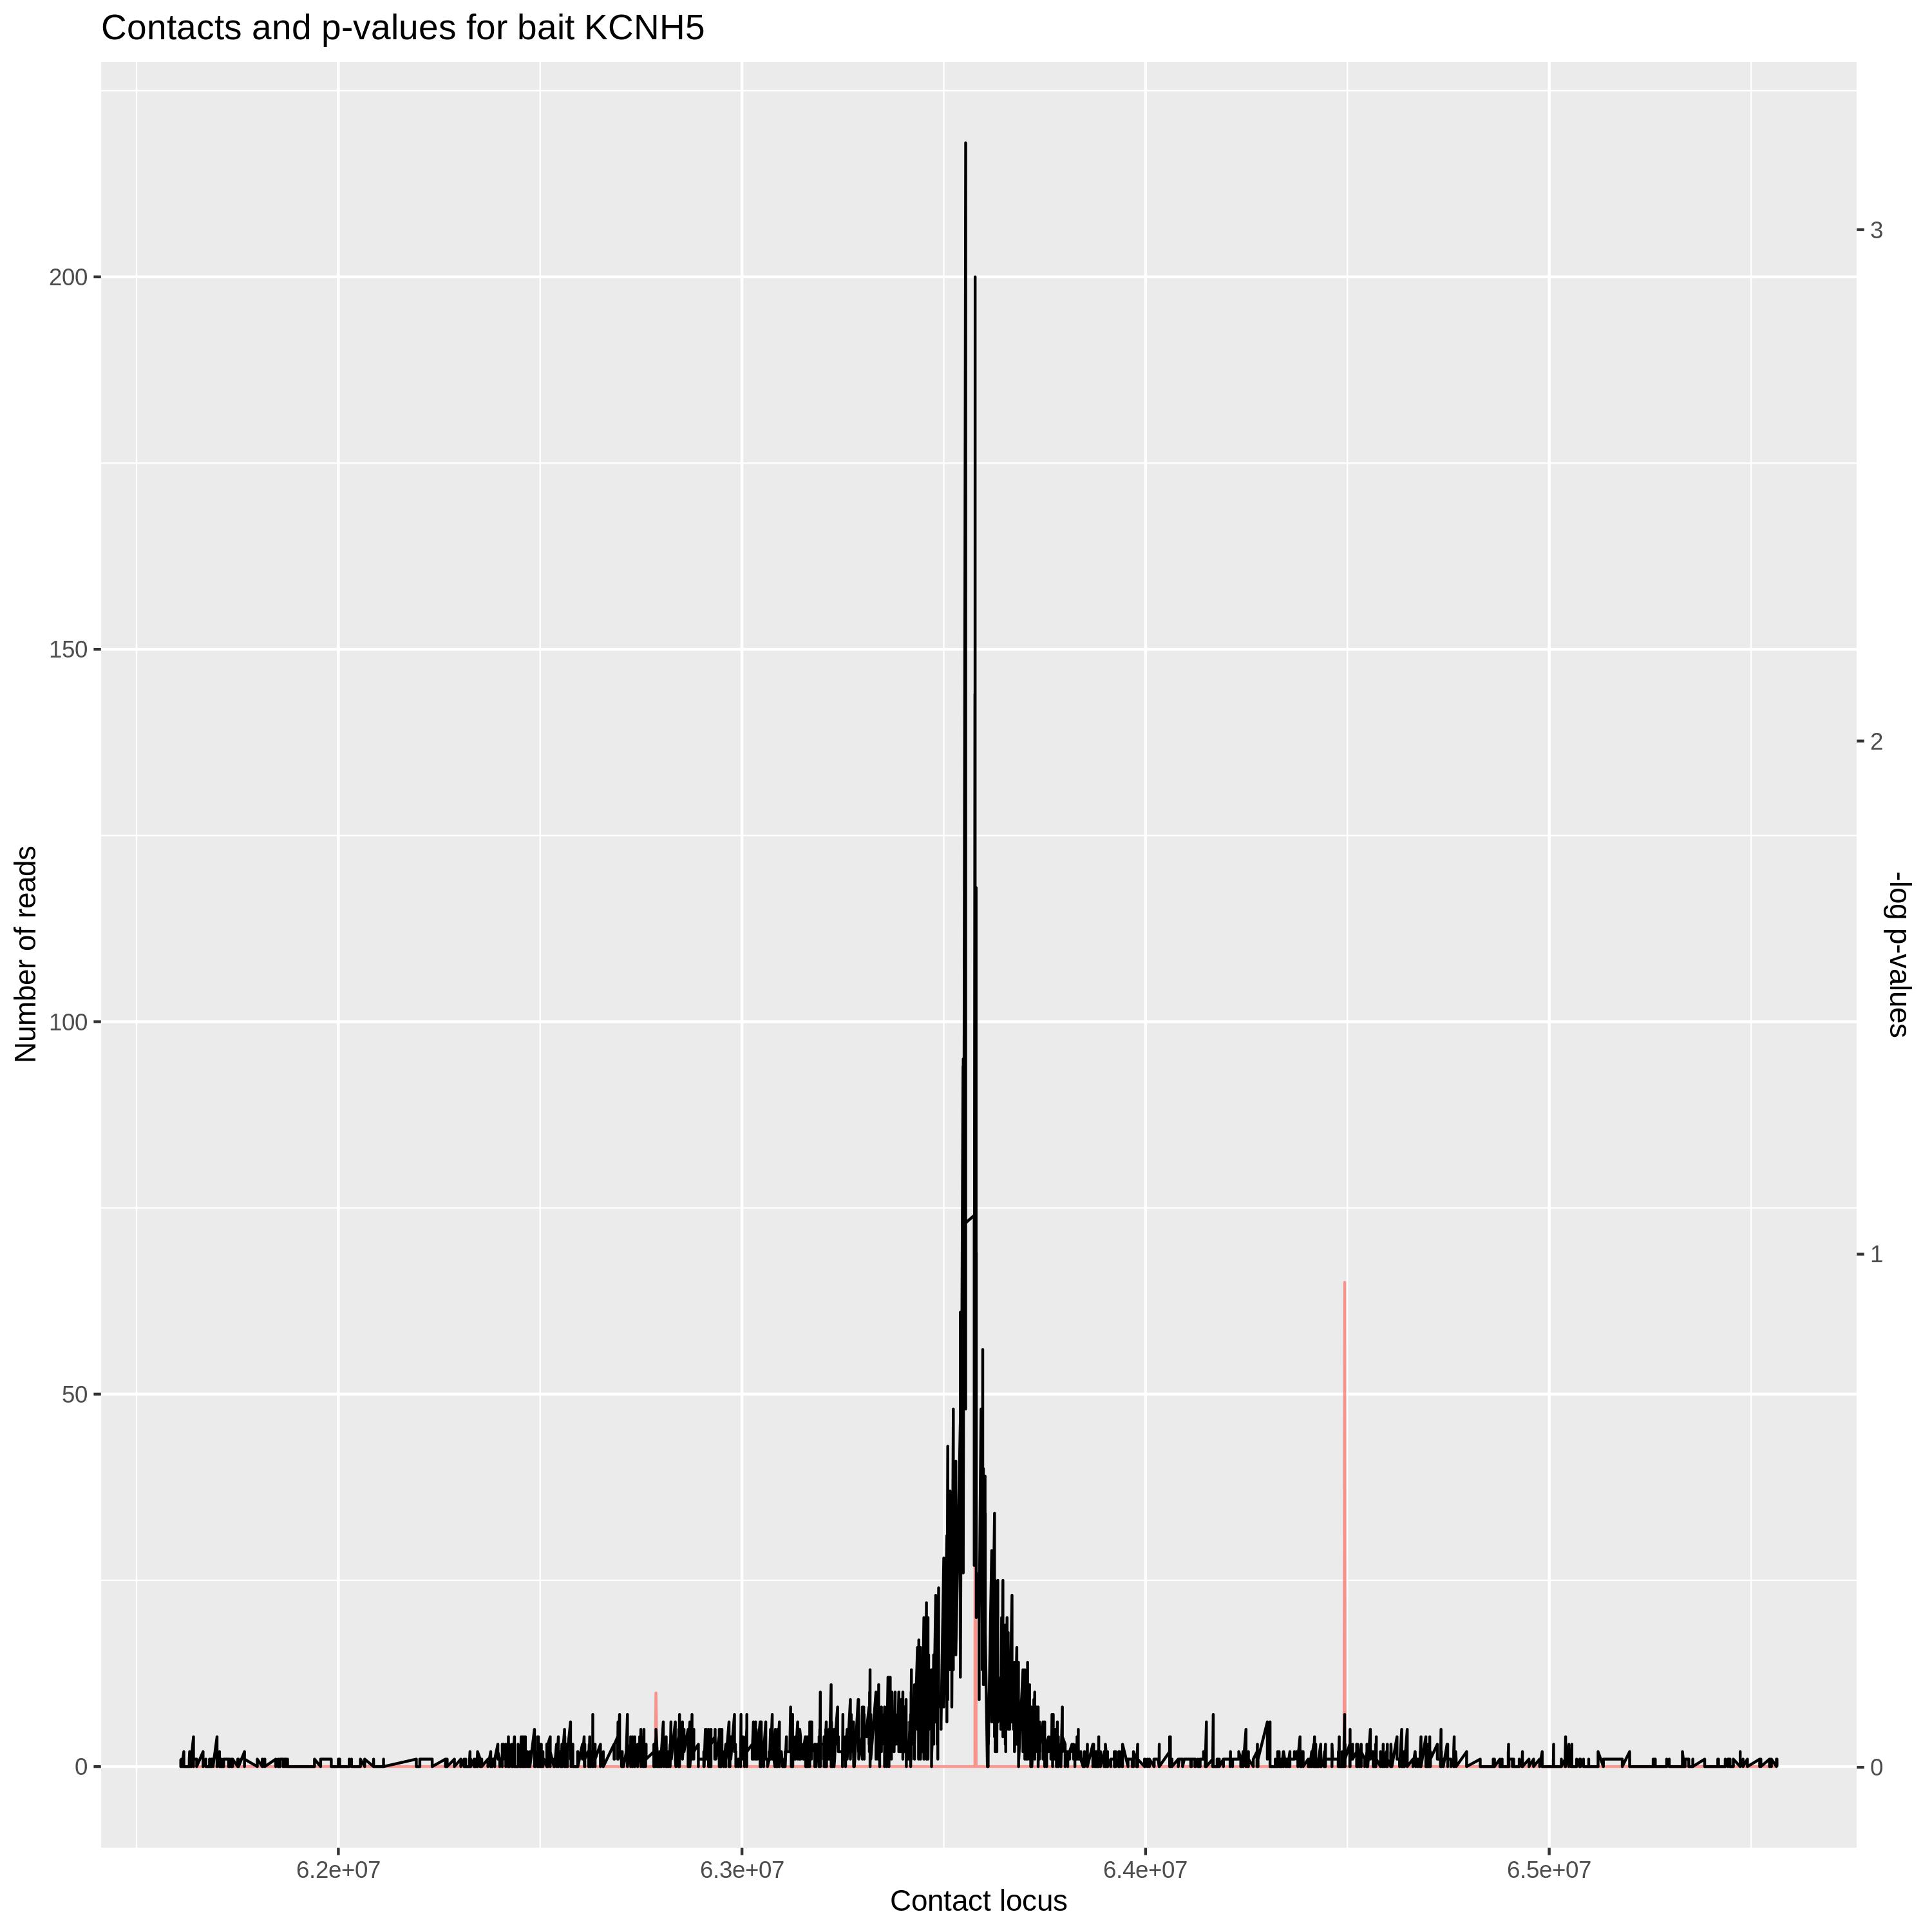 Contacts and p-values for bait KCNH5
200
150
100
50
0
Number of reads
3
2
1
0
-log p-values
6.2e+07
6.3e+07
6.4e+07
6.5e+07
Contact locus